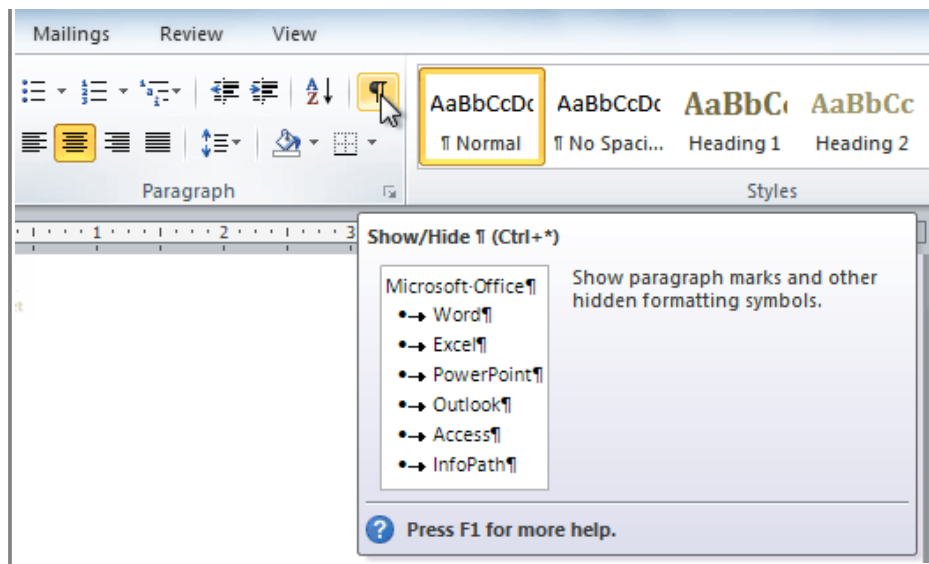 Mailings Review View
AaBbCcDc AaBbCcDc AaBbC AaBbCc
¶ Normal ¶ No Spaci... Heading 1 Heading 2
Paragraph Styles
1 2 3
Show/Hide ¶ (Ctrl+*)
Microsoft·Office¶
•→ Word¶
•→ Excel¶
•→ PowerPoint¶
•→ Outlook¶
•→ Access¶
•→ InfoPath¶
Show paragraph marks and other
hidden formatting symbols.
Press F1 for more help.